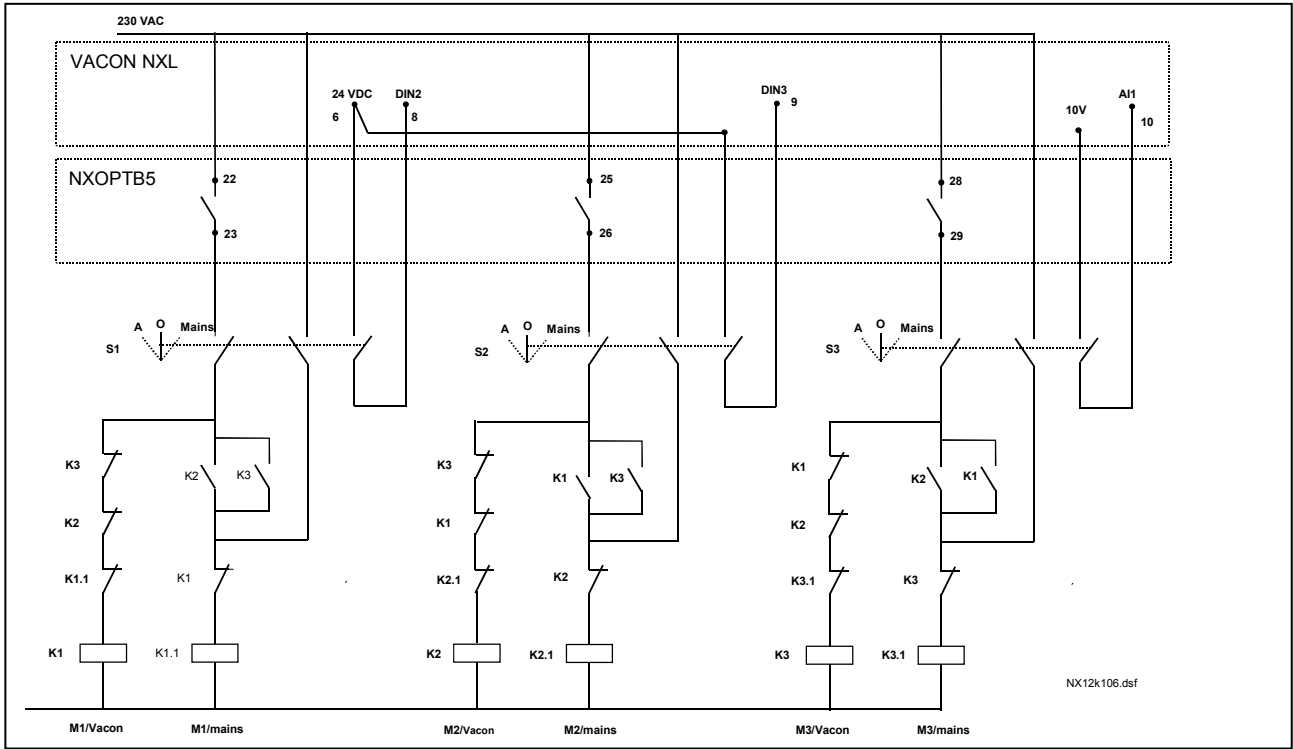 230 VAC
VACON NXL
24 VDC DIN2 DIN3 AI1
6 8 9 10V 10
NXOPTB5
22 25 28
23 26 29
A O Mains A O Mains A O Mains
S1 S2 S3
K3 K2 K3 K3 K1 K3 K1 K2 K1
K2 K1 K2
K1.1 K1 K2.1 K2 K3.1 K3
K1 K1.1 K2 K2.1 K3 K3.1
NX12k106.dsf
M1/Vacon M1/mains M2/Vacon M2/mains M3/Vacon M3/mains